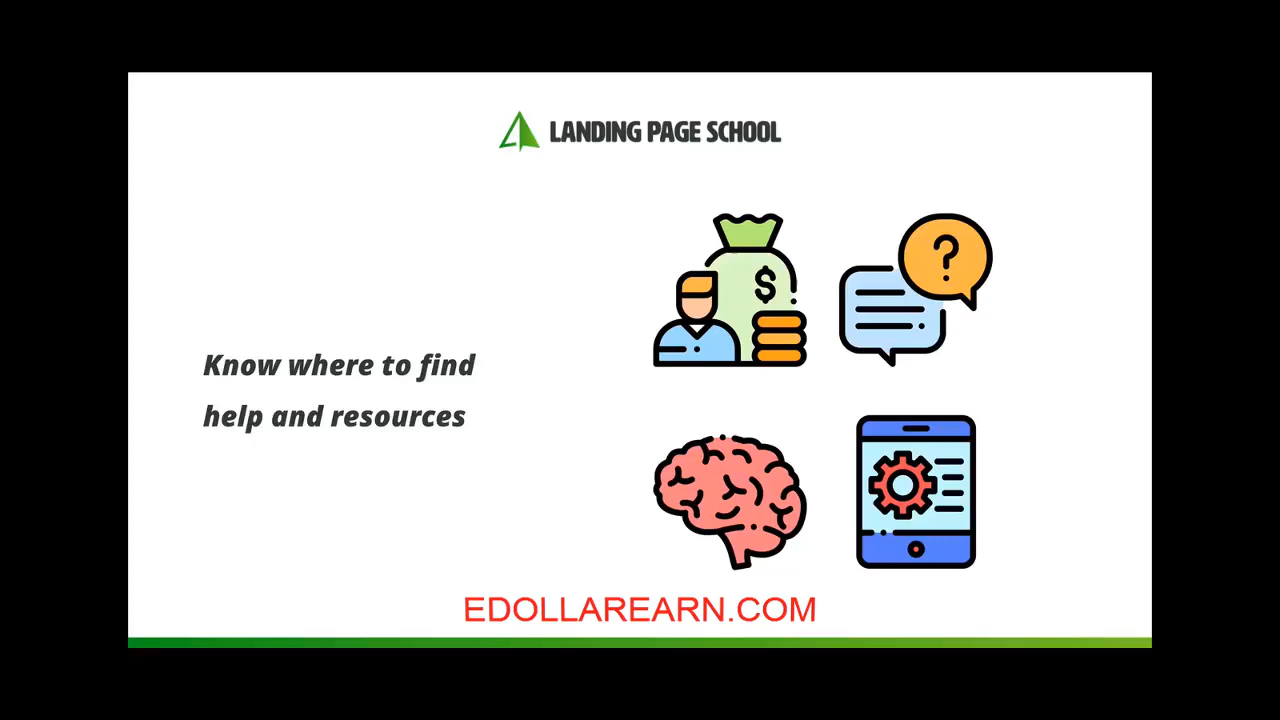 LANDING PAGE SCHOOL
$
?
Know where to find
help and resources
EDOLLAREARN.COM